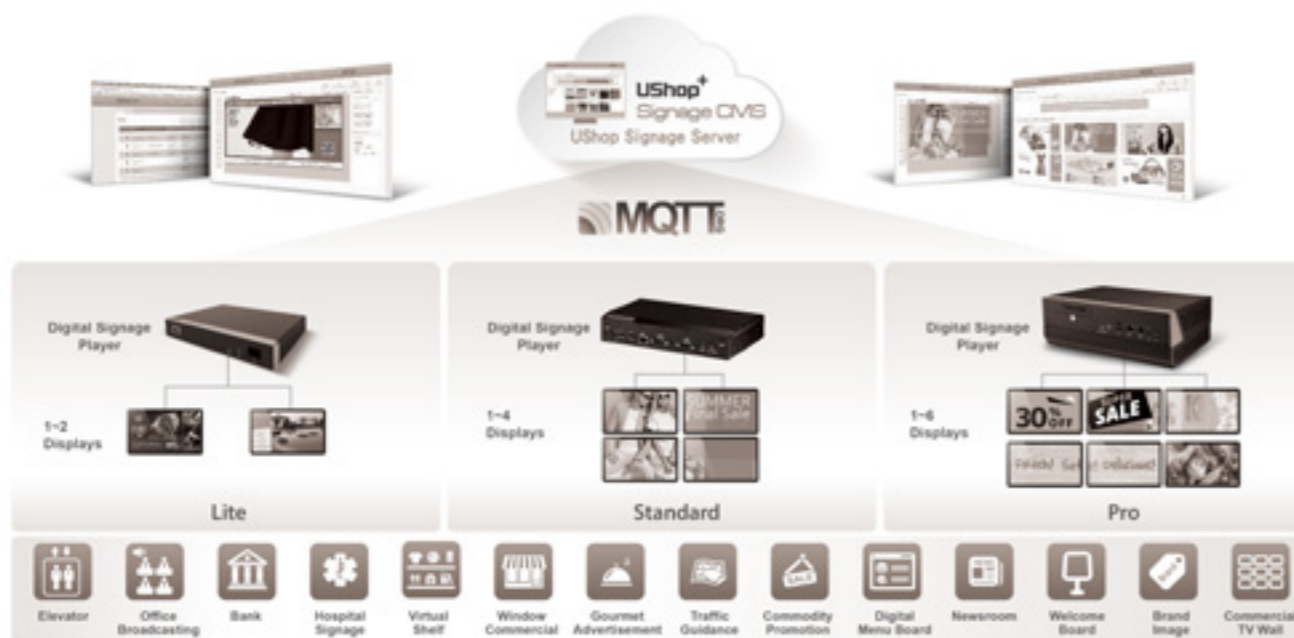 UShop+
Signage CMS
UShop Signage Server
MQTT
Digital Signage
Player
1~2
Displays
Lite
Digital Signage
Player
1~4
Displays
SUMMER
Final Sale
Standard
Digital Signage
Player
1~6
Displays
30% OFF
SUPER
SALE
Pro
Elevator
Office
Broadcasting
Bank
Hospital
Signage
Virtual
Shelf
Window
Commercial
Gourmet
Advertisement
Traffic
Guidance
SALE
Commodity
Promotion
Digital
Menu Board
Newsroom
Welcome
Board
Brand
Image
Commercial
TV Wall